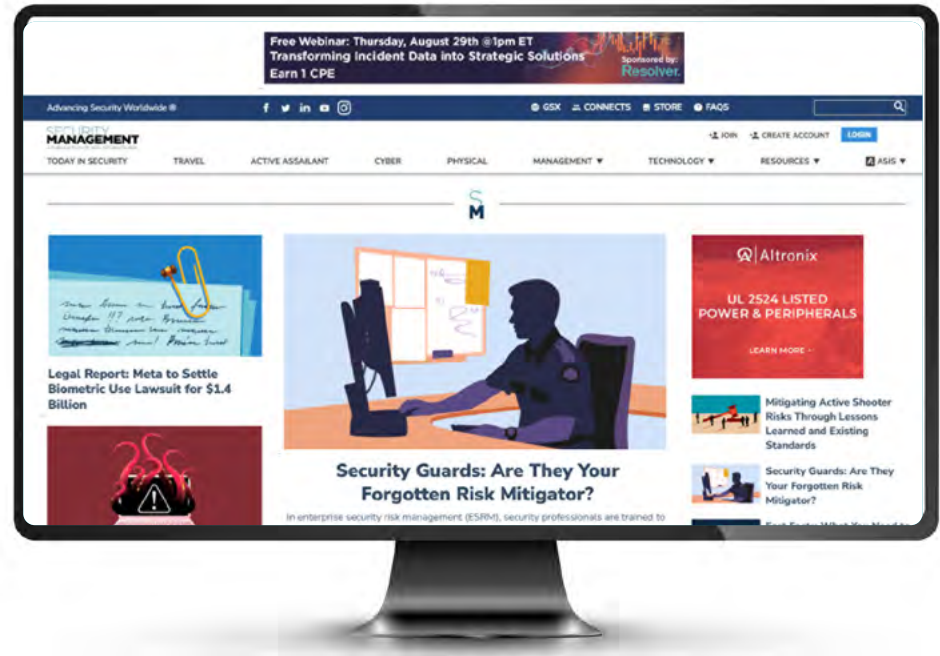 Free Webinar: Thursday, August 29th @1pm ET
Transforming Incident Data into Strategic Solutions
Earn 1 CPE
Sponsored by:
Resolver.
Advancing Security Worldwide ®
GSX
CONNECTS
STORE
FAQS
SECURITY
MANAGEMENT
JOIN
CREATE ACCOUNT
LOGIN
TODAY IN SECURITY
TRAVEL
ACTIVE ASSAILANT
CYBER
PHYSICAL
MANAGEMENT ▼
TECHNOLOGY ▼
RESOURCES ▼
ASIS ▼
S
M
Legal Report: Meta to Settle
Biometric Use Lawsuit for $1.4
Billion
Security Guards: Are They Your
Forgotten Risk Mitigator?
In enterprise security risk management (ESRM), security professionals are trained to
Altronix
UL 2524 LISTED
POWER & PERIPHERALS
LEARN MORE
Mitigating Active Shooter
Risks Through Lessons
Learned and Existing
Standards
Security Guards: Are They
Your Forgotten Risk
Mitigator?